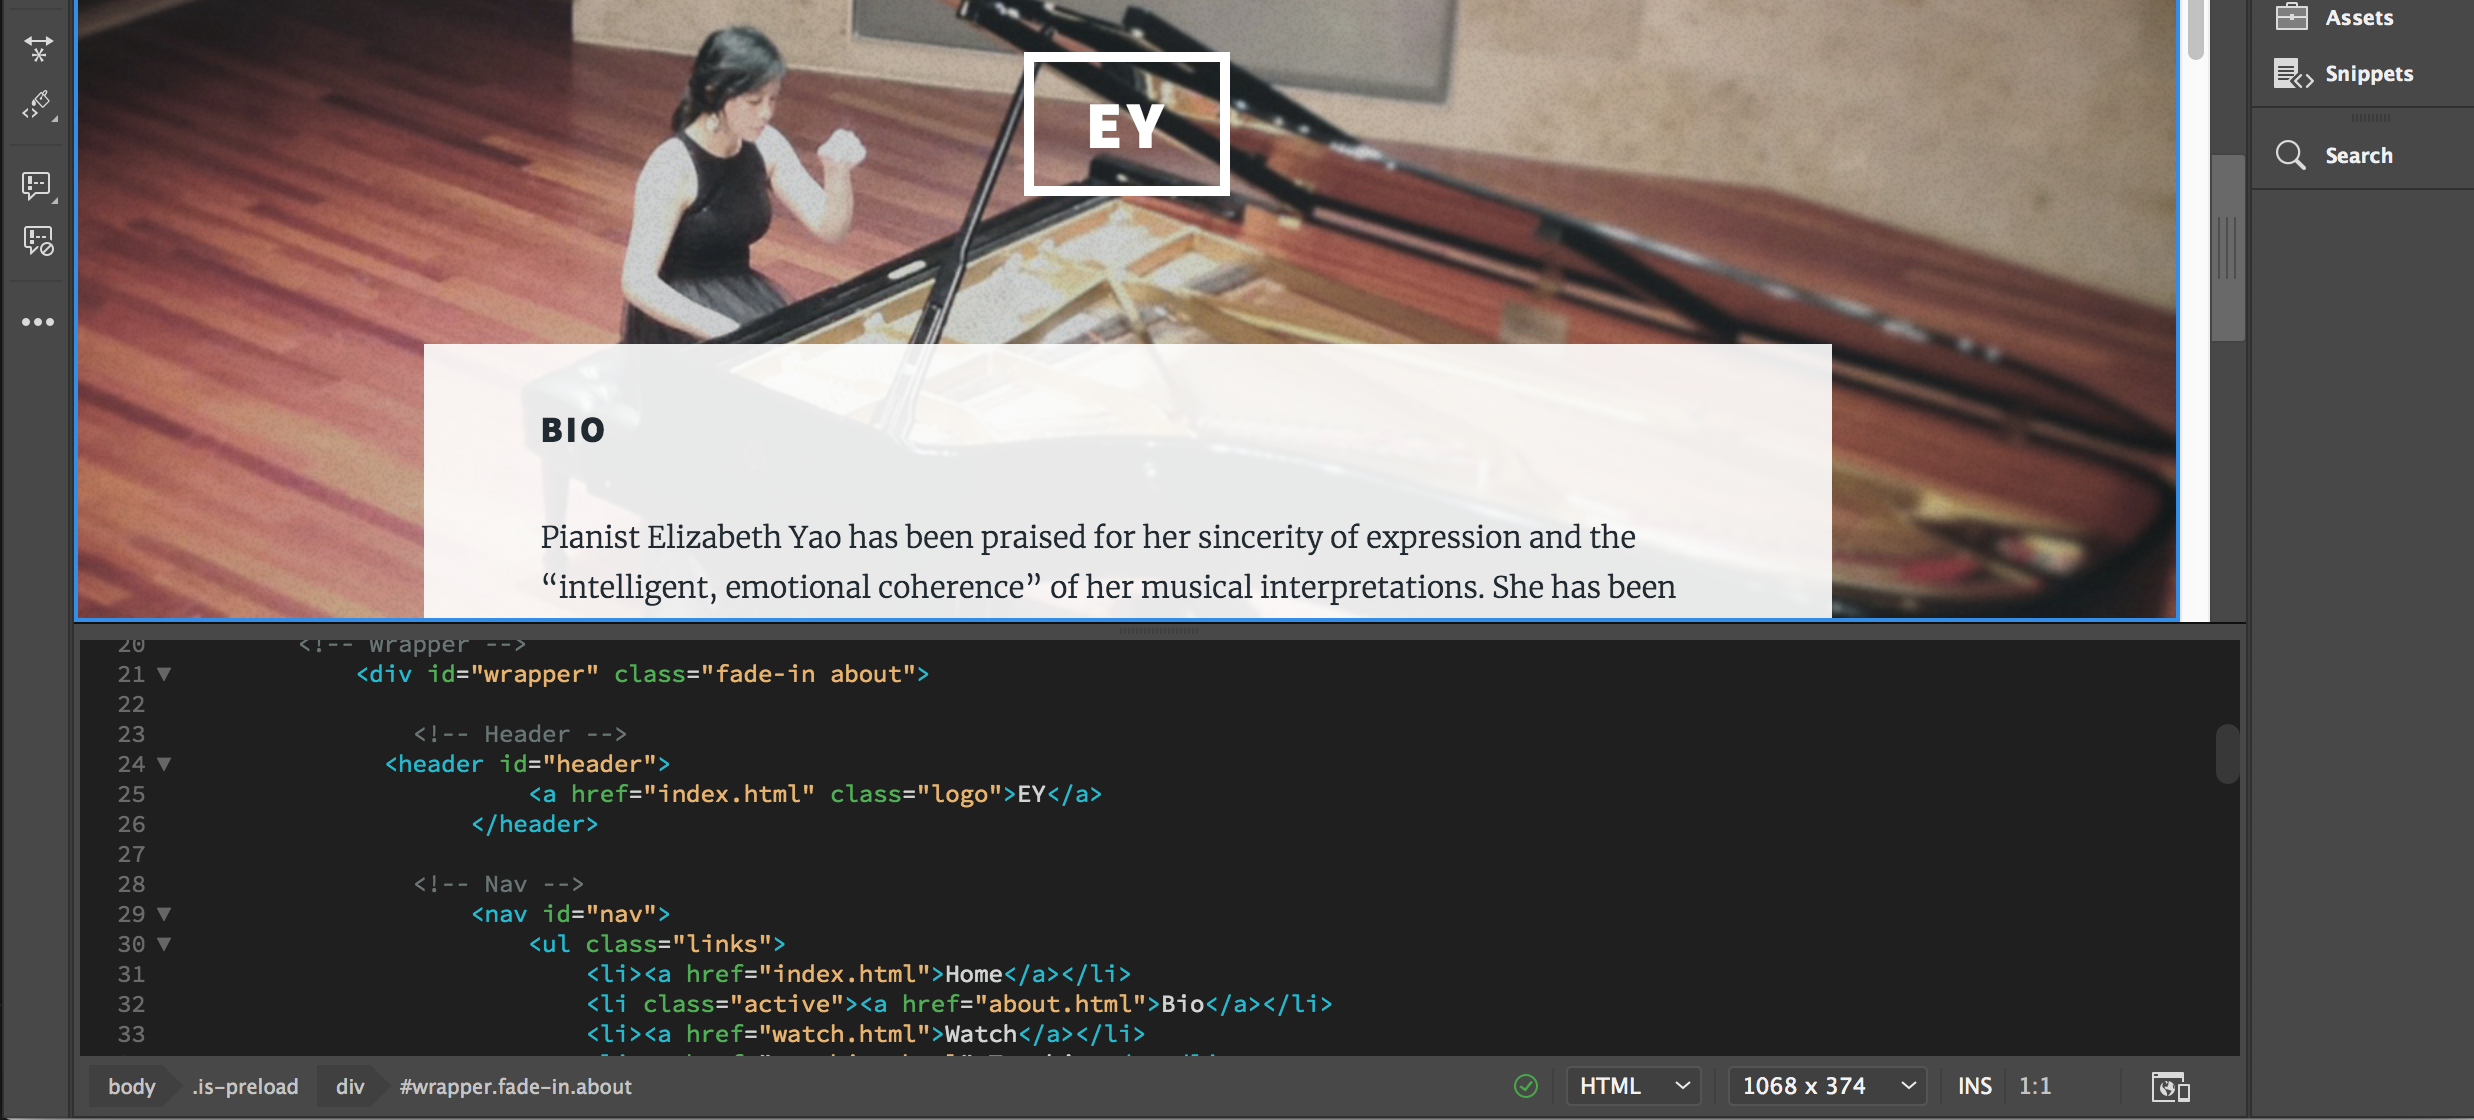 Assets
Snippets
Search
EY
BIO
Pianist Elizabeth Yao has been praised for her sincerity of expression and the
“intelligent, emotional coherence” of her musical interpretations. She has been
20 <!-- Wrapper -->
21 <div id="wrapper" class="fade-in about">
22
23 <!-- Header -->
24 <header id="header">
25 <a href="index.html" class="logo">EY</a>
26 </header>
27
28 <!-- Nav -->
29 <nav id="nav">
30 <ul class="links">
31 <li><a href="index.html">Home</a></li>
32 <li class="active"><a href="about.html">Bio</a></li>
33 <li><a href="watch.html">Watch</a></li>
body .is-preload div #wrapper.fade-in.about HTML 1068 x 374 INS 1:1